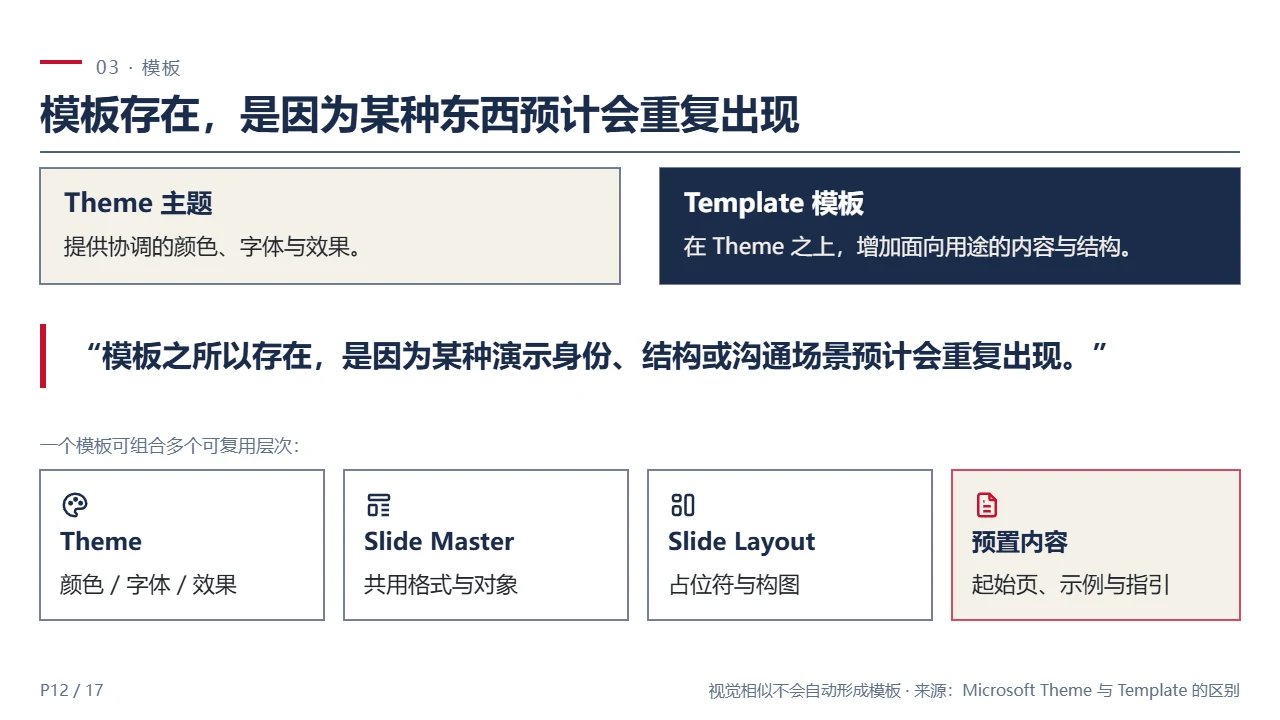 03 · 模板
模板存在，是因为某种东西预计会重复出现
Theme 主题
提供协调的颜色、字体与效果。
Template 模板
在 Theme 之上，增加面向用途的内容与结构。
“模板之所以存在，是因为某种演示身份、结构或沟通场景预计会重复出现。”
一个模板可组合多个可复用层次：
Theme
颜色 / 字体 / 效果
Slide Master
共用格式与对象
Slide Layout
占位符与构图
预置内容
起始页、示例与指引
P12 / 17
视觉相似不会自动形成模板 · 来源：Microsoft Theme 与 Template 的区别